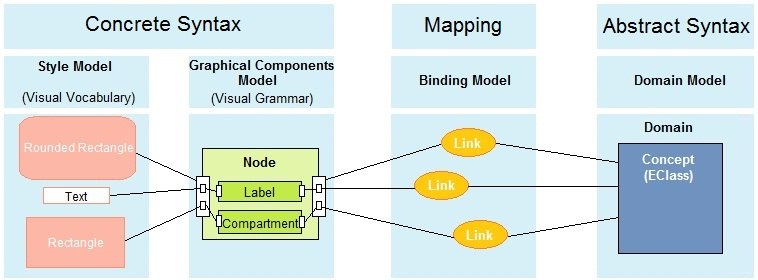 Concrete Syntax
Mapping
Abstract Syntax
Style Model
(Visual Vocabulary)
Graphical Components
Model
(Visual Grammar)
Binding Model
Domain Model
Rounded Rectangle
Text
Rectangle
Node
Label
Compartment
Link
Link
Link
Domain
Concept
(EClass)